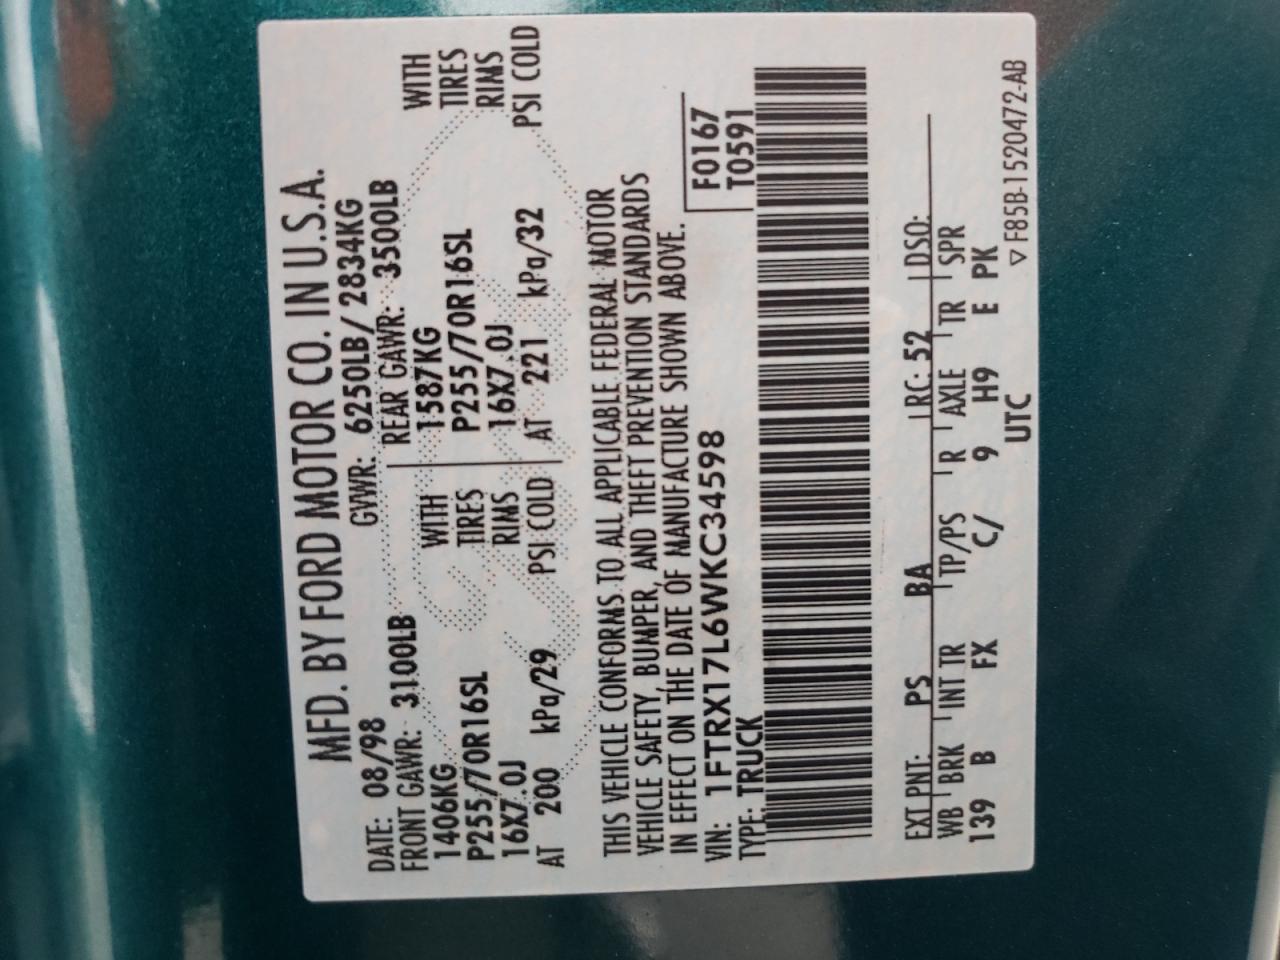 MFD. BY FORD MOTOR CO. IN U.S.A.
DATE: 08/98 GVWR: 6250LB/ 2834KG
FRONT GAWR: 3100LB REAR GAWR: 3500LB
1406KG WITH 1587KG WITH
P255/70R16SL TIRES P255/70R16SL TIRES
16X7.0J RIMS 16X7.0J RIMS
AT 200 kPa/29 PSI COLD AT 221 kPa/32 PSI COLD
THIS VEHICLE CONFORMS TO ALL APPLICABLE FEDERAL MOTOR
VEHICLE SAFETY, BUMPER, AND THEFT PREVENTION STANDARDS
IN EFFECT ON THE DATE OF MANUFACTURE SHOWN ABOVE.
VIN: 1FTRX17L6WKC34598 F0167
TYPE: TRUCK T0591
EXT PNT: PS BA RC: 52 DSO:
WB BRK INT TR TP/PS R AXLE TR SPR
139 B FX C/ 9 H9 E PK
UTC ▽F85B-1520472-AB